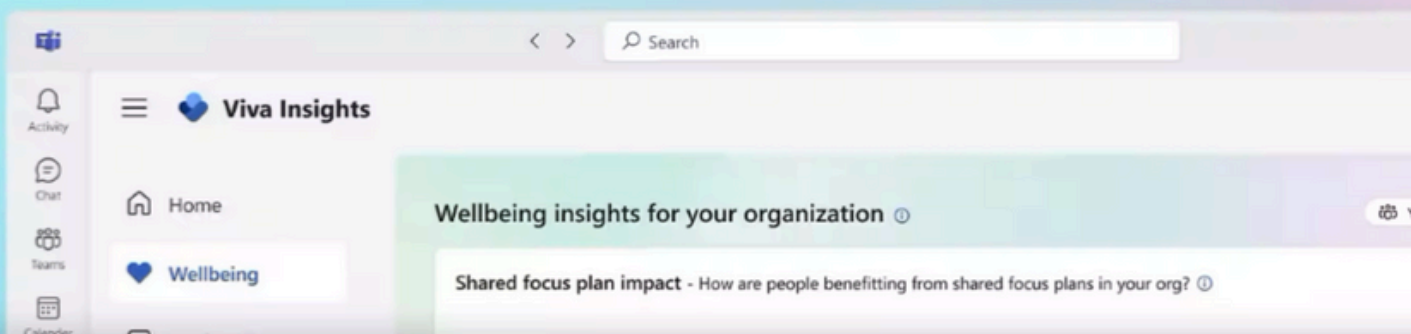 Search
Viva Insights
Activity
Chat
Teams
Calendar
Home
Wellbeing
Wellbeing insights for your organization
Shared focus plan impact - How are people benefitting from shared focus plans in your org?